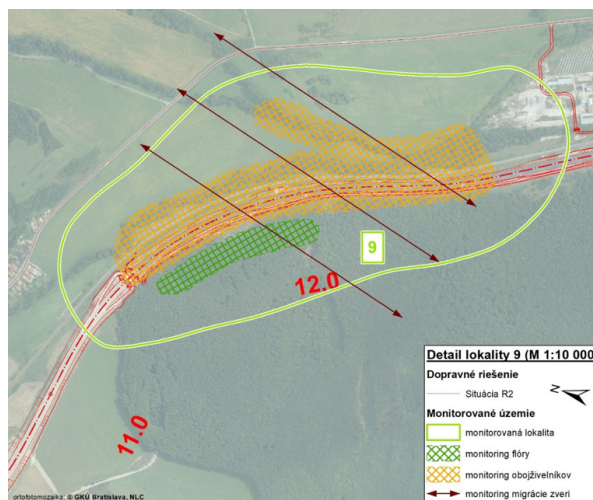 9
12.0
11.0
Detail lokality 9 (M 1:10 000
Dopravné riešenie
Situácia R2
N
Monitorované územie
monitorovaná lokalita
monitoring flóry
monitoring obojživelníkov
monitoring migrácie zveri
ortofotomozaika: © GKÚ Bratislava, NLC